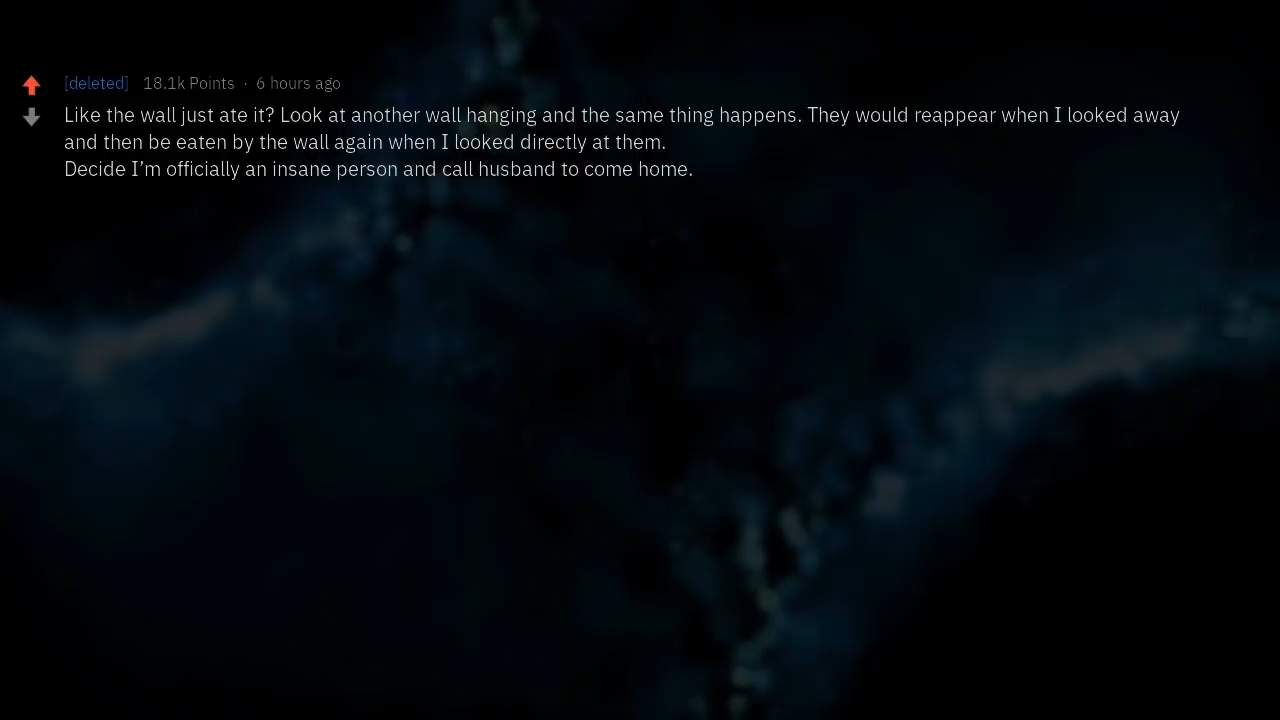 [deleted] 18.1k Points · 6 hours ago
Like the wall just ate it? Look at another wall hanging and the same thing happens. They would reappear when I looked away
and then be eaten by the wall again when I looked directly at them.
Decide I’m officially an insane person and call husband to come home.